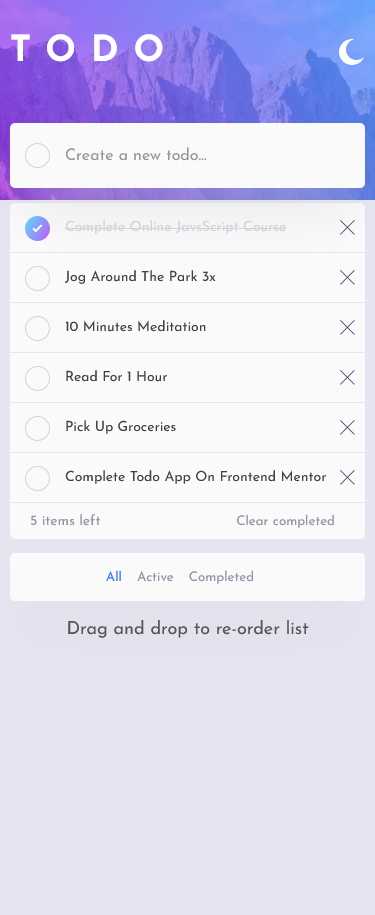 TODO
Create a new todo...
Complete Online JavsScript Course
Jog Around The Park 3x
10 Minutes Meditation
Read For 1 Hour
Pick Up Groceries
Complete Todo App On Frontend Mentor
5 items left Clear completed
All Active Completed
Drag and drop to re-order list